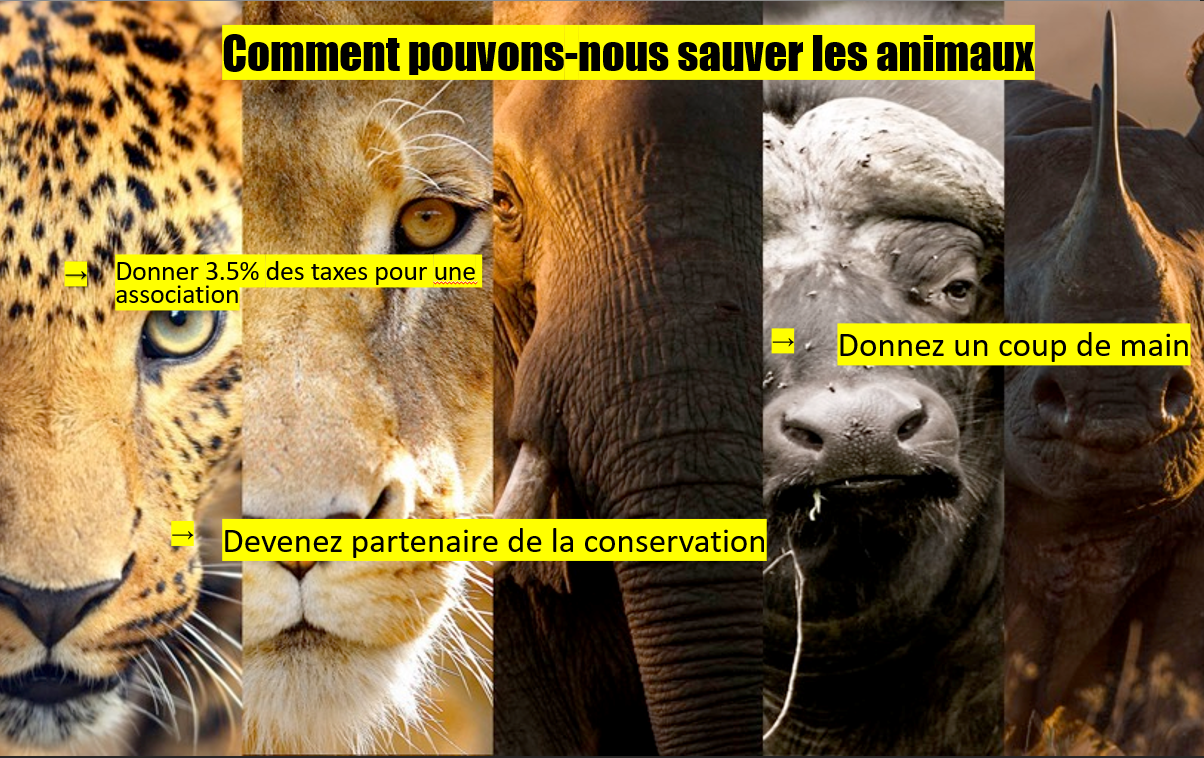 Comment pouvons-nous sauver les animaux
→ Donner 3.5% des taxes pour une
association
→ Donnez un coup de main
→ Devenez partenaire de la conservation